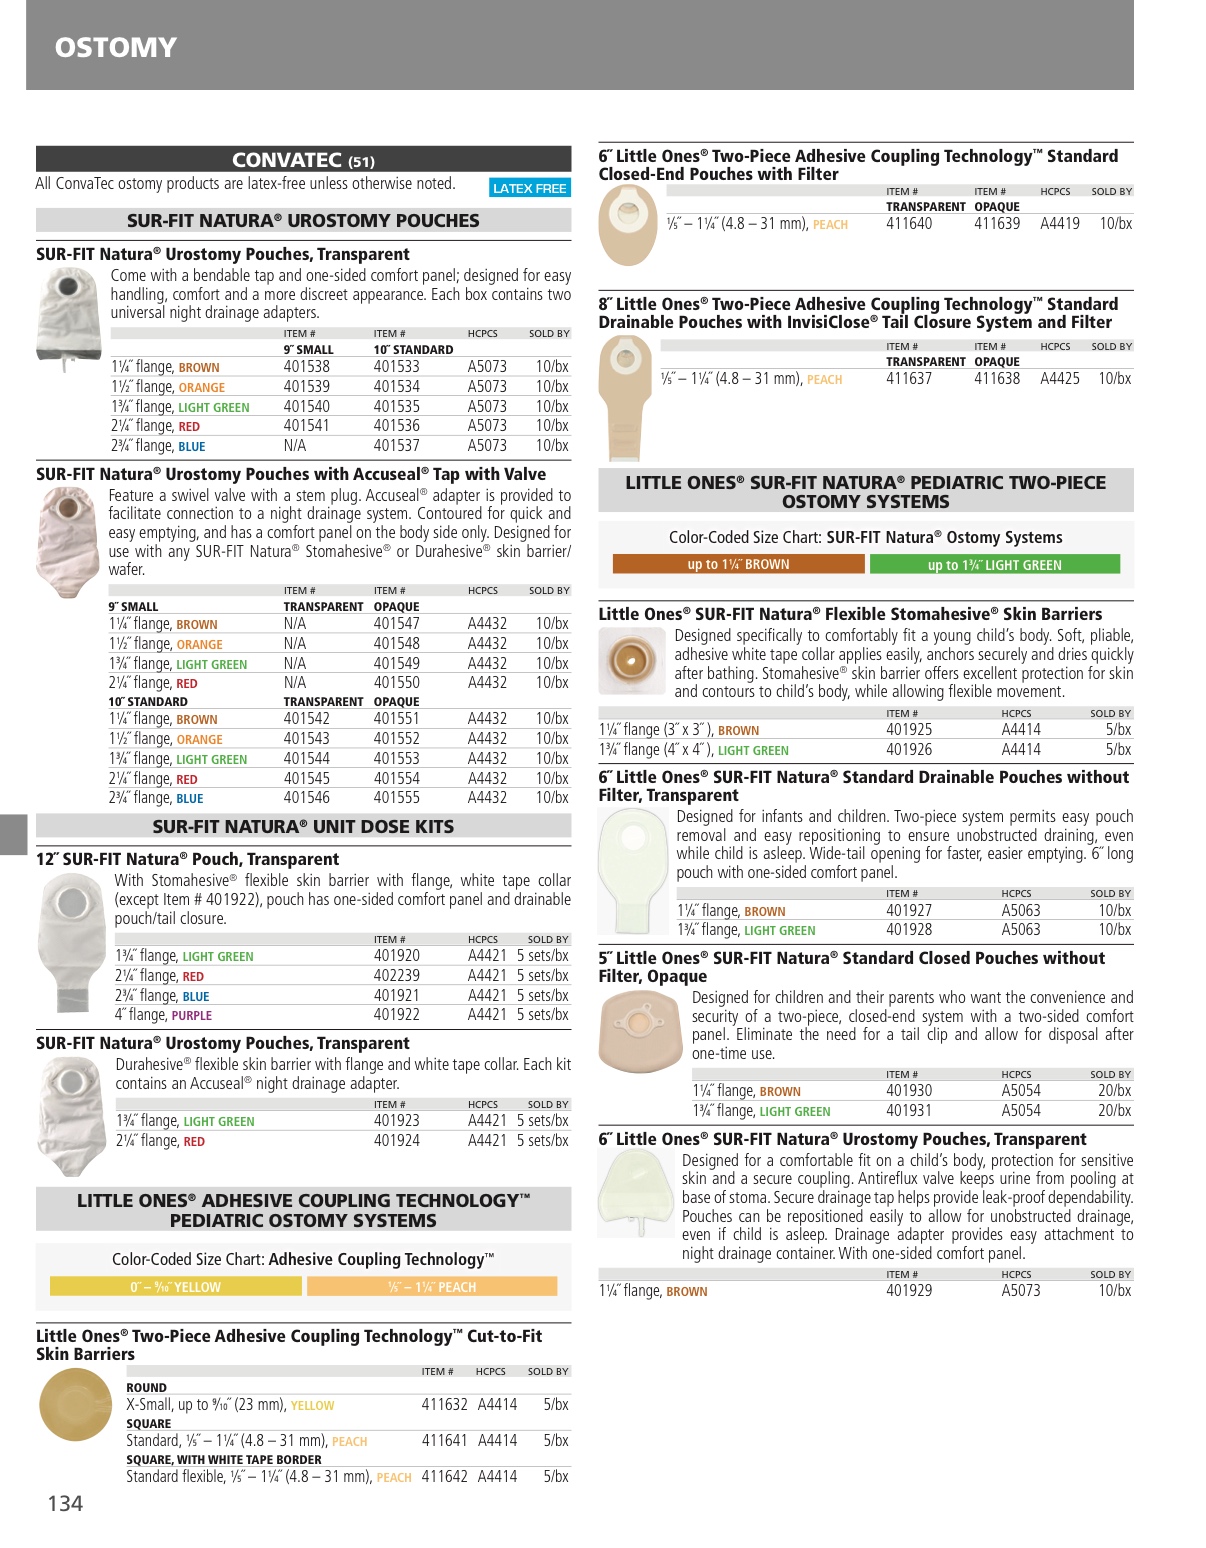 OSTOMY
CONVATEC (51)
All ConvaTec ostomy products are latex-free unless otherwise noted.
LATEX FREE
SUR-FIT NATURA® UROSTOMY POUCHES
SUR-FIT Natura® Urostomy Pouches, Transparent
Come with a bendable tap and one-sided comfort panel; designed for easy
handling, comfort and a more discreet appearance. Each box contains two
universal night drainage adapters.
ITEM # ITEM # HCPCS SOLD BY
9˝ SMALL 10˝ STANDARD
1¼˝ flange, BROWN 401538 401533 A5073 10/bx
1½˝ flange, ORANGE 401539 401534 A5073 10/bx
1¾˝ flange, LIGHT GREEN 401540 401535 A5073 10/bx
2¼˝ flange, RED 401541 401536 A5073 10/bx
2¾˝ flange, BLUE N/A 401537 A5073 10/bx
SUR-FIT Natura® Urostomy Pouches with Accuseal® Tap with Valve
Feature a swivel valve with a stem plug. Accuseal® adapter is provided to
facilitate connection to a night drainage system. Contoured for quick and
easy emptying, and has a comfort panel on the body side only. Designed for
use with any SUR-FIT Natura® Stomahesive® or Durahesive® skin barrier/
wafer.
ITEM # ITEM # HCPCS SOLD BY
9˝ SMALL TRANSPARENT OPAQUE
1¼˝ flange, BROWN N/A 401547 A4432 10/bx
1½˝ flange, ORANGE N/A 401548 A4432 10/bx
1¾˝ flange, LIGHT GREEN N/A 401549 A4432 10/bx
2¼˝ flange, RED N/A 401550 A4432 10/bx
10˝ STANDARD TRANSPARENT OPAQUE
1¼˝ flange, BROWN 401542 401551 A4432 10/bx
1½˝ flange, ORANGE 401543 401552 A4432 10/bx
1¾˝ flange, LIGHT GREEN 401544 401553 A4432 10/bx
2¼˝ flange, RED 401545 401554 A4432 10/bx
2¾˝ flange, BLUE 401546 401555 A4432 10/bx
SUR-FIT NATURA® UNIT DOSE KITS
12˝ SUR-FIT Natura® Pouch, Transparent
With Stomahesive® flexible skin barrier with flange, white tape collar
(except Item # 401922), pouch has one-sided comfort panel and drainable
pouch/tail closure.
ITEM # HCPCS SOLD BY
1¾˝ flange, LIGHT GREEN 401920 A4421 5 sets/bx
2¼˝ flange, RED 402239 A4421 5 sets/bx
2¾˝ flange, BLUE 401921 A4421 5 sets/bx
4˝ flange, PURPLE 401922 A4421 5 sets/bx
SUR-FIT Natura® Urostomy Pouches, Transparent
Durahesive® flexible skin barrier with flange and white tape collar. Each kit
contains an Accuseal® night drainage adapter.
ITEM # HCPCS SOLD BY
1¾˝ flange, LIGHT GREEN 401923 A4421 5 sets/bx
2¼˝ flange, RED 401924 A4421 5 sets/bx
LITTLE ONES® ADHESIVE COUPLING TECHNOLOGY™
PEDIATRIC OSTOMY SYSTEMS
Color-Coded Size Chart: Adhesive Coupling Technology™
0˝ – 9/10˝ YELLOW
1/5˝ – 1¼˝ PEACH
Little Ones® Two-Piece Adhesive Coupling Technology™ Cut-to-Fit
Skin Barriers
ITEM # HCPCS SOLD BY
ROUND
X-Small, up to 9/10˝ (23 mm), YELLOW 411632 A4414 5/bx
SQUARE
Standard, 1/5˝ – 1¼˝ (4.8 – 31 mm), PEACH 411641 A4414 5/bx
SQUARE, WITH WHITE TAPE BORDER
Standard flexible, 1/5˝ – 1¼˝ (4.8 – 31 mm), PEACH 411642 A4414 5/bx
134
6˝ Little Ones® Two-Piece Adhesive Coupling Technology™ Standard
Closed-End Pouches with Filter
ITEM # ITEM # HCPCS SOLD BY
TRANSPARENT OPAQUE
1/5˝ – 1¼˝ (4.8 – 31 mm), PEACH 411640 411639 A4419 10/bx
8˝ Little Ones® Two-Piece Adhesive Coupling Technology™ Standard
Drainable Pouches with InvisiClose® Tail Closure System and Filter
ITEM # ITEM # HCPCS SOLD BY
TRANSPARENT OPAQUE
1/5˝ – 1¼˝ (4.8 – 31 mm), PEACH 411637 411638 A4425 10/bx
LITTLE ONES® SUR-FIT NATURA® PEDIATRIC TWO-PIECE
OSTOMY SYSTEMS
Color-Coded Size Chart: SUR-FIT Natura® Ostomy Systems
up to 1¼˝ BROWN
up to 1¾˝ LIGHT GREEN
Little Ones® SUR-FIT Natura® Flexible Stomahesive® Skin Barriers
Designed specifically to comfortably fit a young child's body. Soft, pliable,
adhesive white tape collar applies easily, anchors securely and dries quickly
after bathing. Stomahesive® skin barrier offers excellent protection for skin
and contours to child's body, while allowing flexible movement.
ITEM # HCPCS SOLD BY
1¼˝ flange (3˝ x 3˝ ), BROWN 401925 A4414 5/bx
1¾˝ flange (4˝ x 4˝ ), LIGHT GREEN 401926 A4414 5/bx
6˝ Little Ones® SUR-FIT Natura® Standard Drainable Pouches without
Filter, Transparent
Designed for infants and children. Two-piece system permits easy pouch
removal and easy repositioning to ensure unobstructed draining, even
while child is asleep. Wide-tail opening for faster, easier emptying. 6˝ long
pouch with one-sided comfort panel.
ITEM # HCPCS SOLD BY
1¼˝ flange, BROWN 401927 A5063 10/bx
1¾˝ flange, LIGHT GREEN 401928 A5063 10/bx
5˝ Little Ones® SUR-FIT Natura® Standard Closed Pouches without
Filter, Opaque
Designed for children and their parents who want the convenience and
security of a two-piece, closed-end system with a two-sided comfort
panel. Eliminate the need for a tail clip and allow for disposal after
one-time use.
ITEM # HCPCS SOLD BY
1¼˝ flange, BROWN 401930 A5054 20/bx
1¾˝ flange, LIGHT GREEN 401931 A5054 20/bx
6˝ Little Ones® SUR-FIT Natura® Urostomy Pouches, Transparent
Designed for a comfortable fit on a child's body, protection for sensitive
skin and a secure coupling. Antireflux valve keeps urine from pooling at
base of stoma. Secure drainage tap helps provide leak-proof dependability.
Pouches can be repositioned easily to allow for unobstructed drainage,
even if child is asleep. Drainage adapter provides easy attachment to
night drainage container. With one-sided comfort panel.
ITEM # HCPCS SOLD BY
1¼˝ flange, BROWN 401929 A5073 10/bx